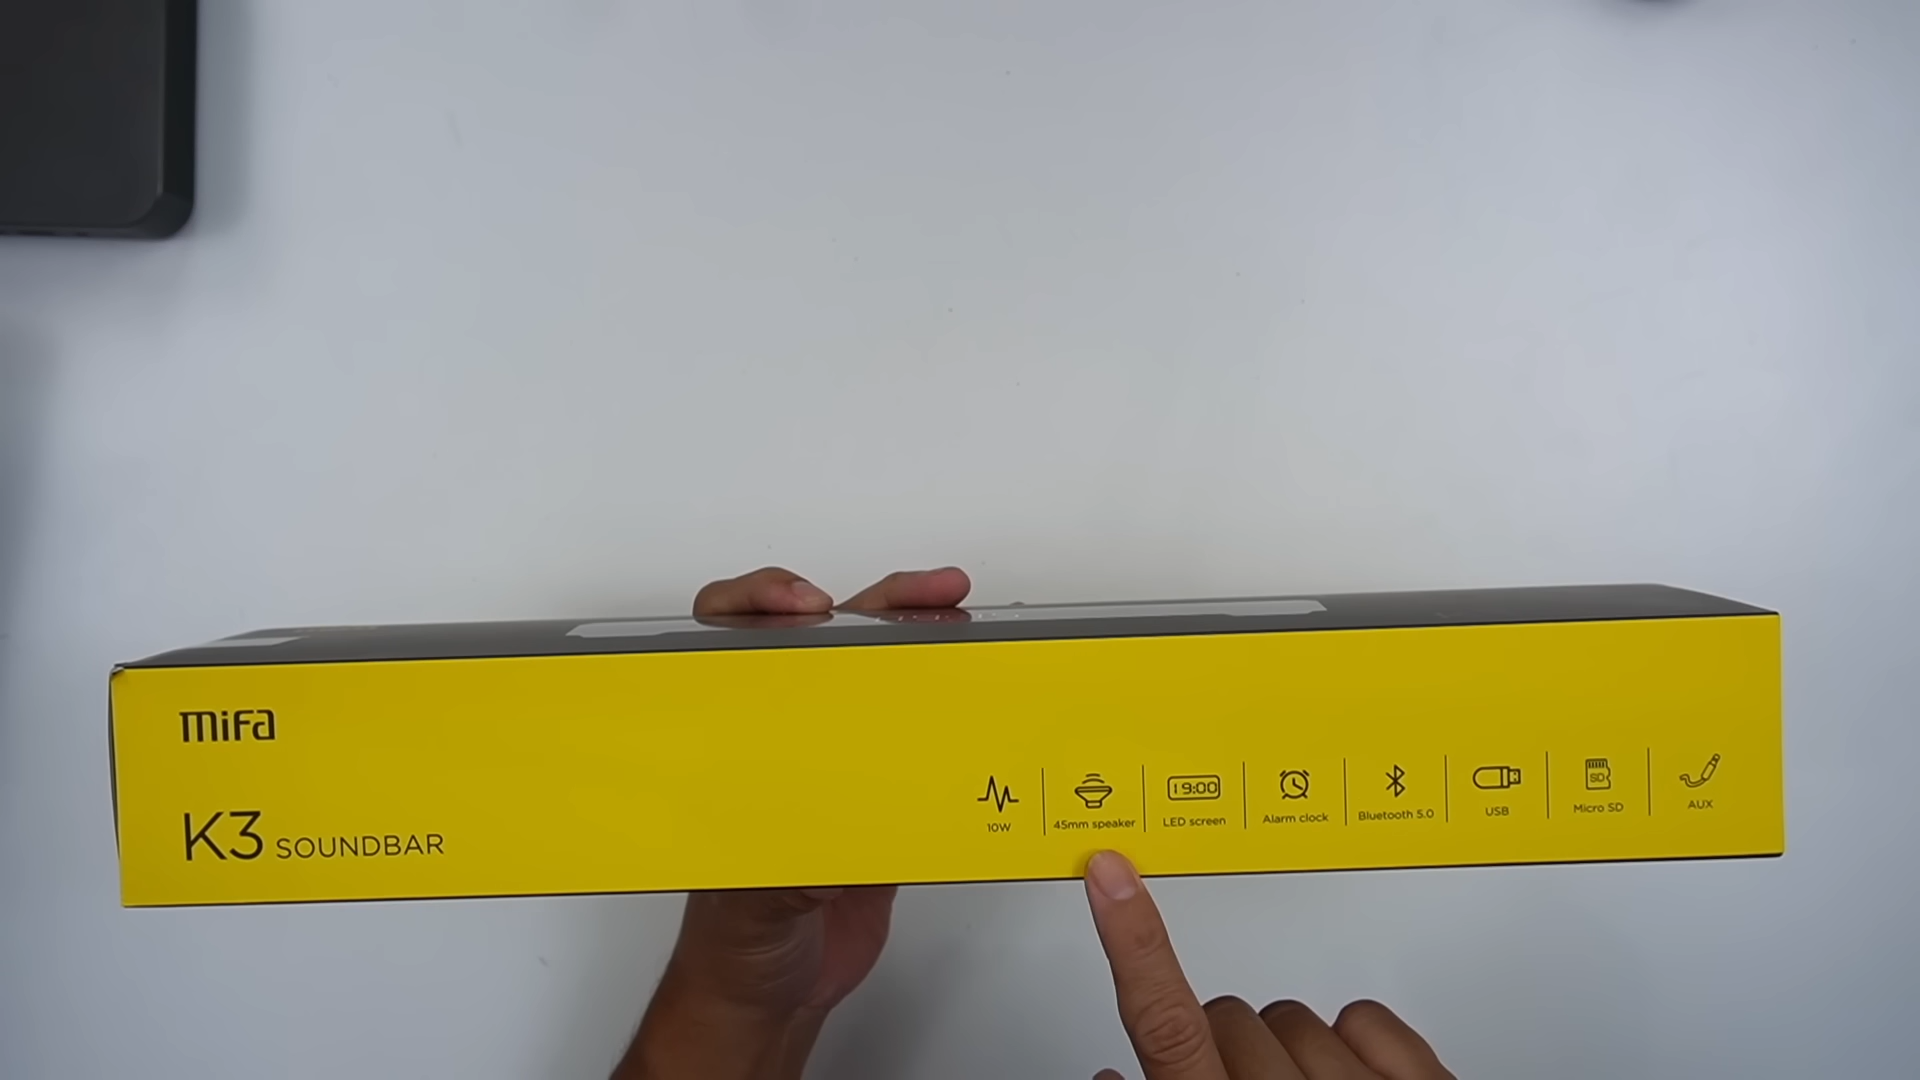 mifa
K3 SOUNDBAR
10W
45mm speaker
19:00
LED screen
Alarm clock
Bluetooth 5.0
USB
SD
Micro SD
AUX